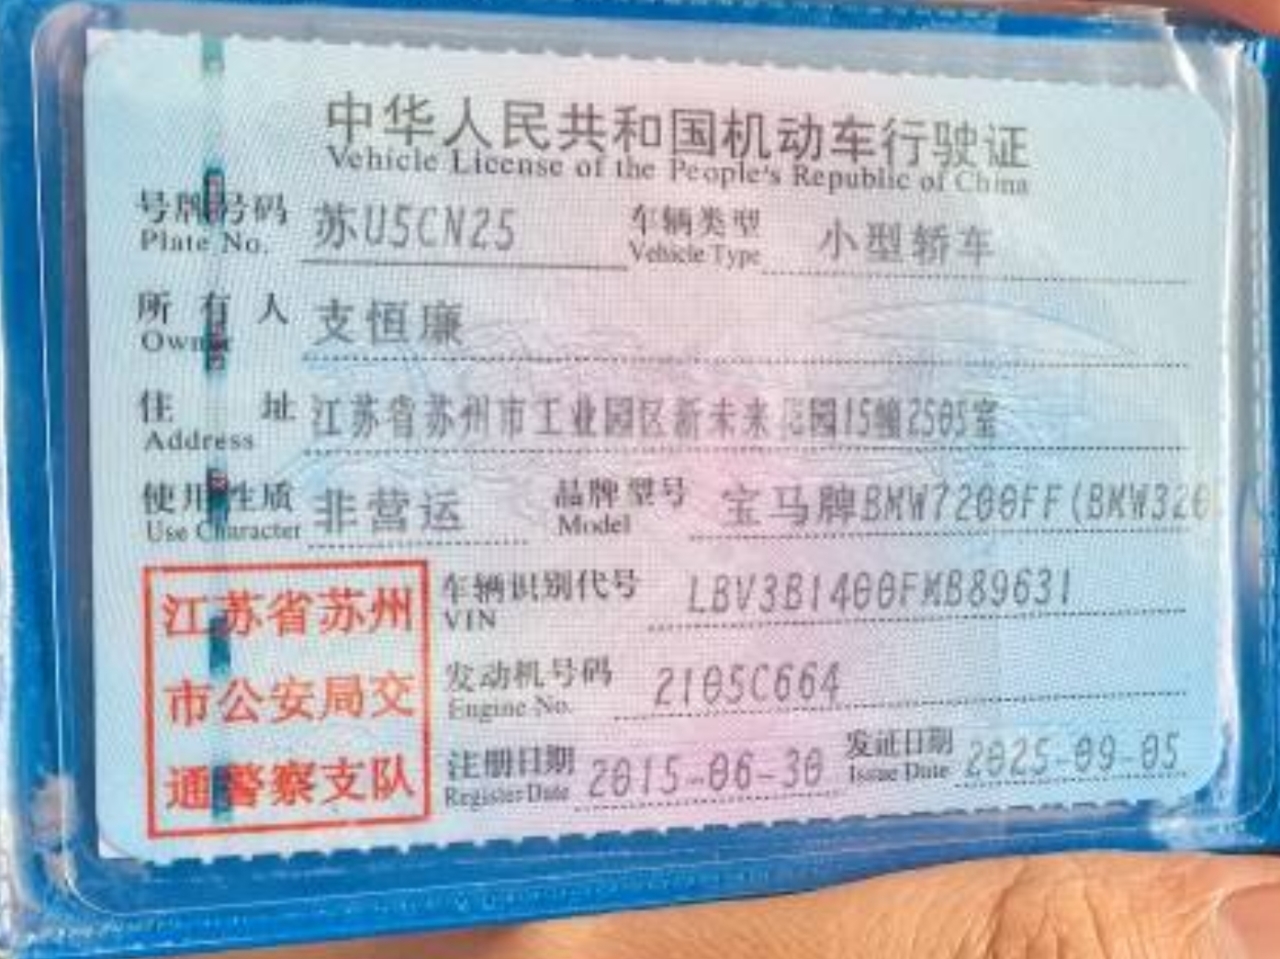 中华人民共和国机动车行驶证
Vehicle License of the People's Republic of China
号牌号码 苏U5CN25 车辆类型 小型轿车
Plate No. Vehicle Type
所有人 支恒廉
Owner
住址 江苏省苏州市工业园区新未来花园15幢2505室
Address
使用性质 非营运 品牌型号 宝马牌BMW7200FF(BMW320
Use Character Model
江苏省苏州
市公安局交
通警察支队
车辆识别代号 LBV3B1400FMB89631
VIN
发动机号码 2105C664
Engine No.
注册日期 2015-06-30 发证日期 2025-09-05
Register Date Issue Date